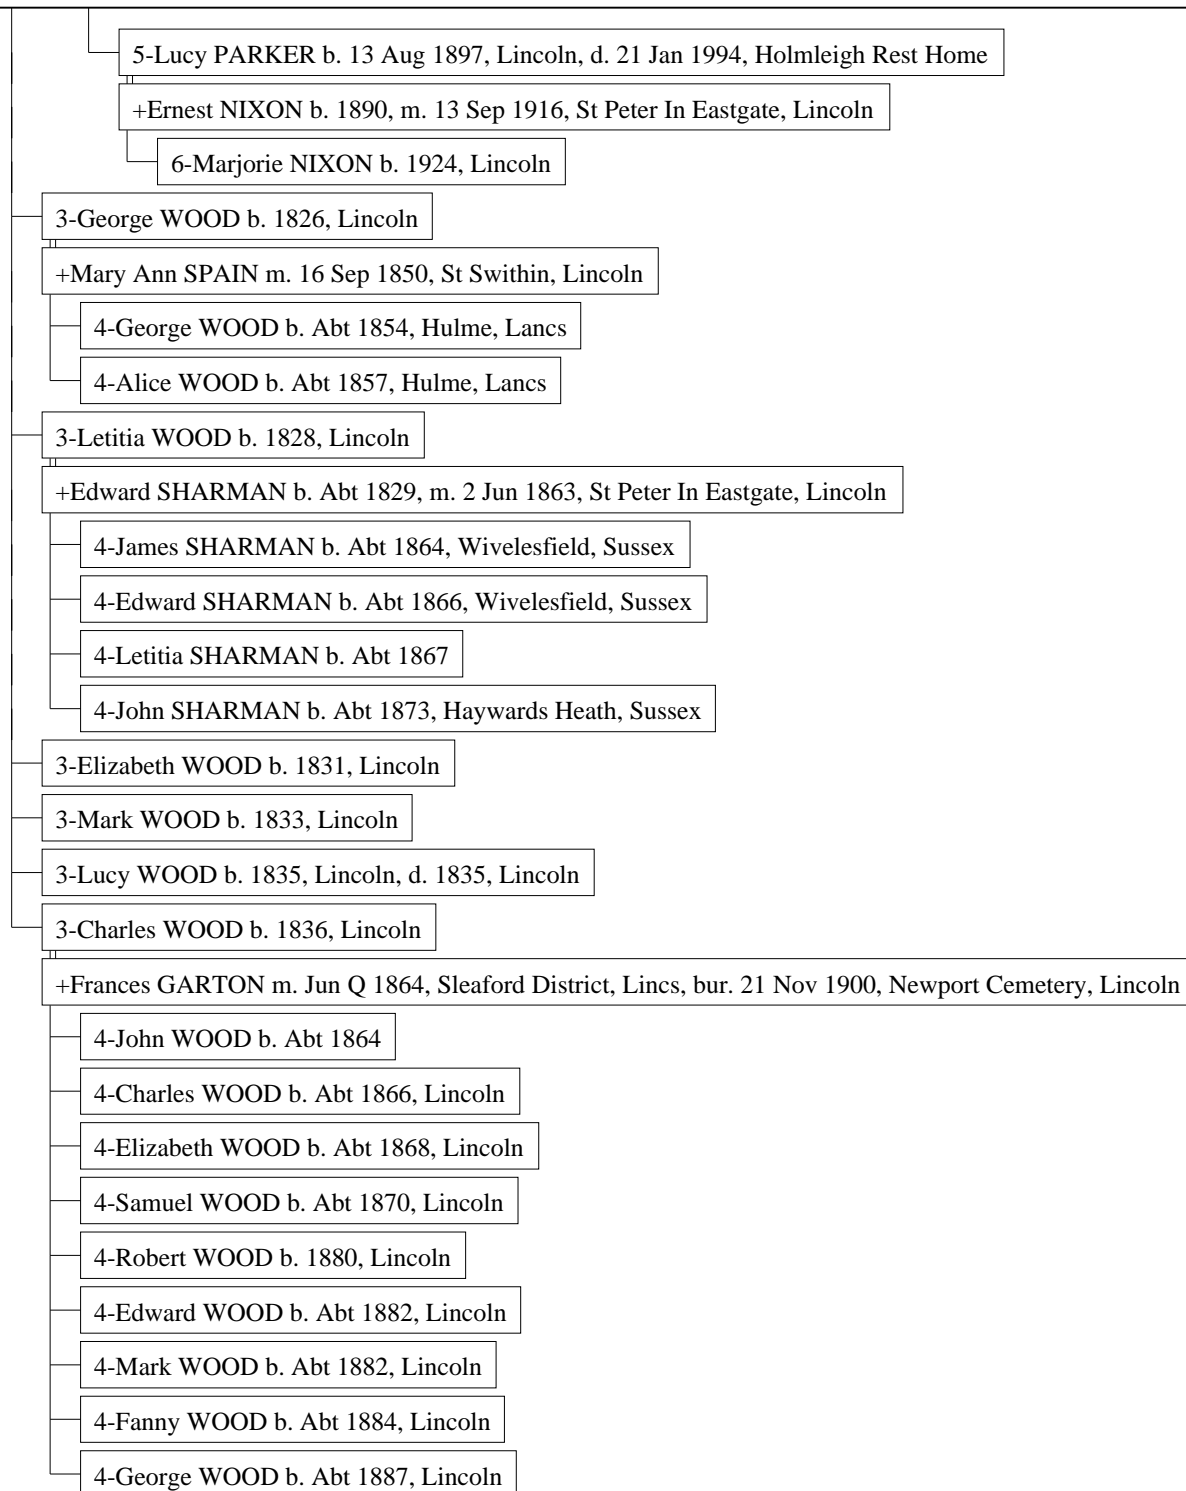 5-Lucy PARKER b. 13 Aug 1897, Lincoln, d. 21 Jan 1994, Holmleigh Rest Home
+Ernest NIXON b. 1890, m. 13 Sep 1916, St Peter In Eastgate, Lincoln
6-Marjorie NIXON b. 1924, Lincoln
3-George WOOD b. 1826, Lincoln
+Mary Ann SPAIN m. 16 Sep 1850, St Swithin, Lincoln
4-George WOOD b. Abt 1854, Hulme, Lancs
4-Alice WOOD b. Abt 1857, Hulme, Lancs
3-Letitia WOOD b. 1828, Lincoln
+Edward SHARMAN b. Abt 1829, m. 2 Jun 1863, St Peter In Eastgate, Lincoln
4-James SHARMAN b. Abt 1864, Wivelesfield, Sussex
4-Edward SHARMAN b. Abt 1866, Wivelesfield, Sussex
4-Letitia SHARMAN b. Abt 1867
4-John SHARMAN b. Abt 1873, Haywards Heath, Sussex
3-Elizabeth WOOD b. 1831, Lincoln
3-Mark WOOD b. 1833, Lincoln
3-Lucy WOOD b. 1835, Lincoln, d. 1835, Lincoln
3-Charles WOOD b. 1836, Lincoln
+Frances GARTON m. Jun Q 1864, Sleaford District, Lincs, bur. 21 Nov 1900, Newport Cemetery, Lincoln
4-John WOOD b. Abt 1864
4-Charles WOOD b. Abt 1866, Lincoln
4-Elizabeth WOOD b. Abt 1868, Lincoln
4-Samuel WOOD b. Abt 1870, Lincoln
4-Robert WOOD b. 1880, Lincoln
4-Edward WOOD b. Abt 1882, Lincoln
4-Mark WOOD b. Abt 1882, Lincoln
4-Fanny WOOD b. Abt 1884, Lincoln
4-George WOOD b. Abt 1887, Lincoln